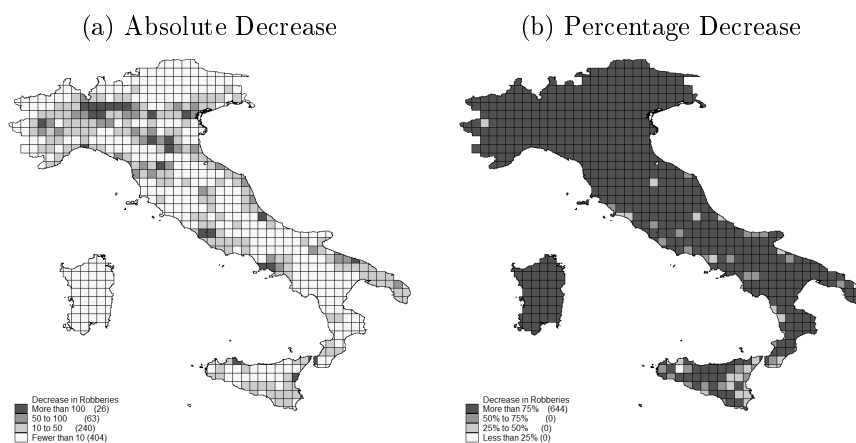 (a) Absolute Decrease
(b) Percentage Decrease
Decrease in Robberies
More than 100 (26)
50 to 100 (63)
10 to 50 (240)
Fewer than 10 (404)
Decrease in Robberies
More than 75% (644)
50% to 75% (0)
25% to 50% (0)
Less than 25% (0)